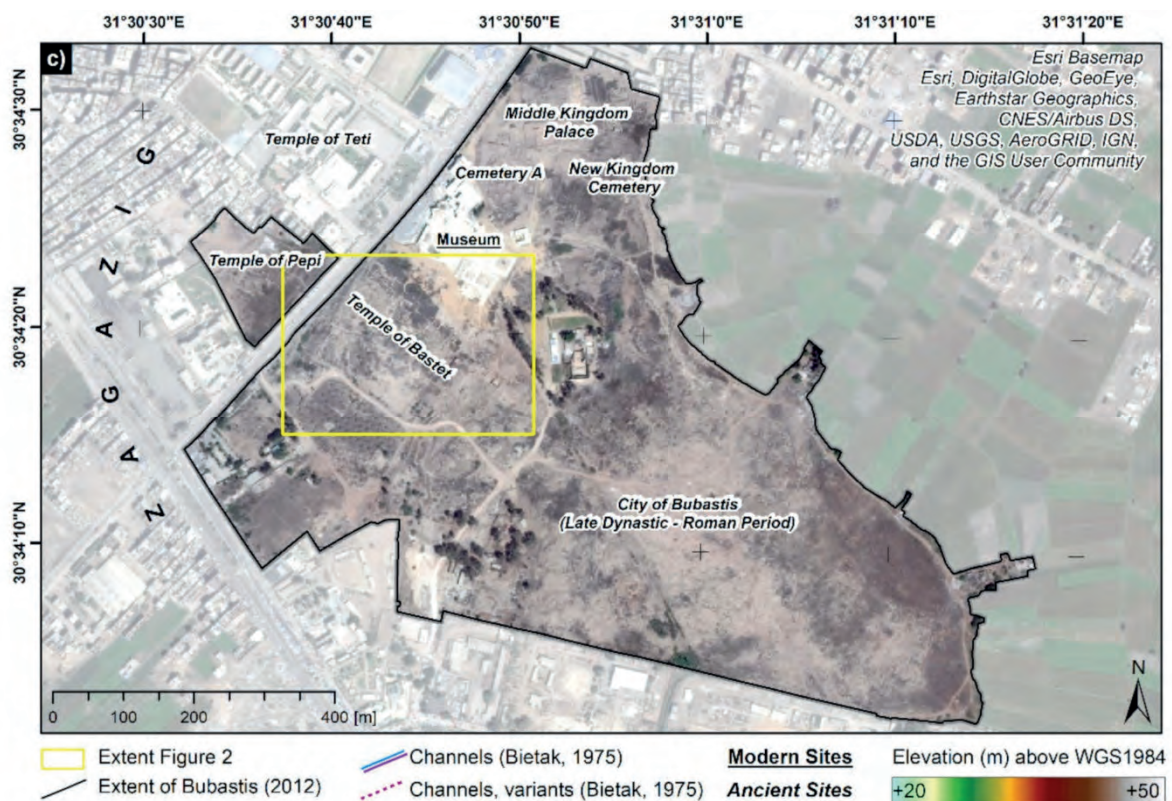 31°30'30"E 31°30'40"E 31°30'50"E 31°31'0"E 31°31'10"E 31°31'20"E
c)
Esri Basemap
Esri, DigitalGlobe, GeoEye,
Earthstar Geographics,
CNES/Airbus DS,
USDA, USGS, AeroGRID, IGN,
and the GIS User Community
30°34'30"N
Middle Kingdom
Palace
Temple of Teti
Cemetery A
New Kingdom
Cemetery
ZAGAZIG
Museum
Temple of Pepi
30°34'20"N
Temple of Bastet
City of Bubastis
(Late Dynastic - Roman Period)
30°34'10"N
N
0 100 200 400 [m]
Extent Figure 2
Channels (Bietak, 1975)
Modern Sites
Elevation (m) above WGS1984
Extent of Bubastis (2012)
Channels, variants (Bietak, 1975)
Ancient Sites
+20 +50